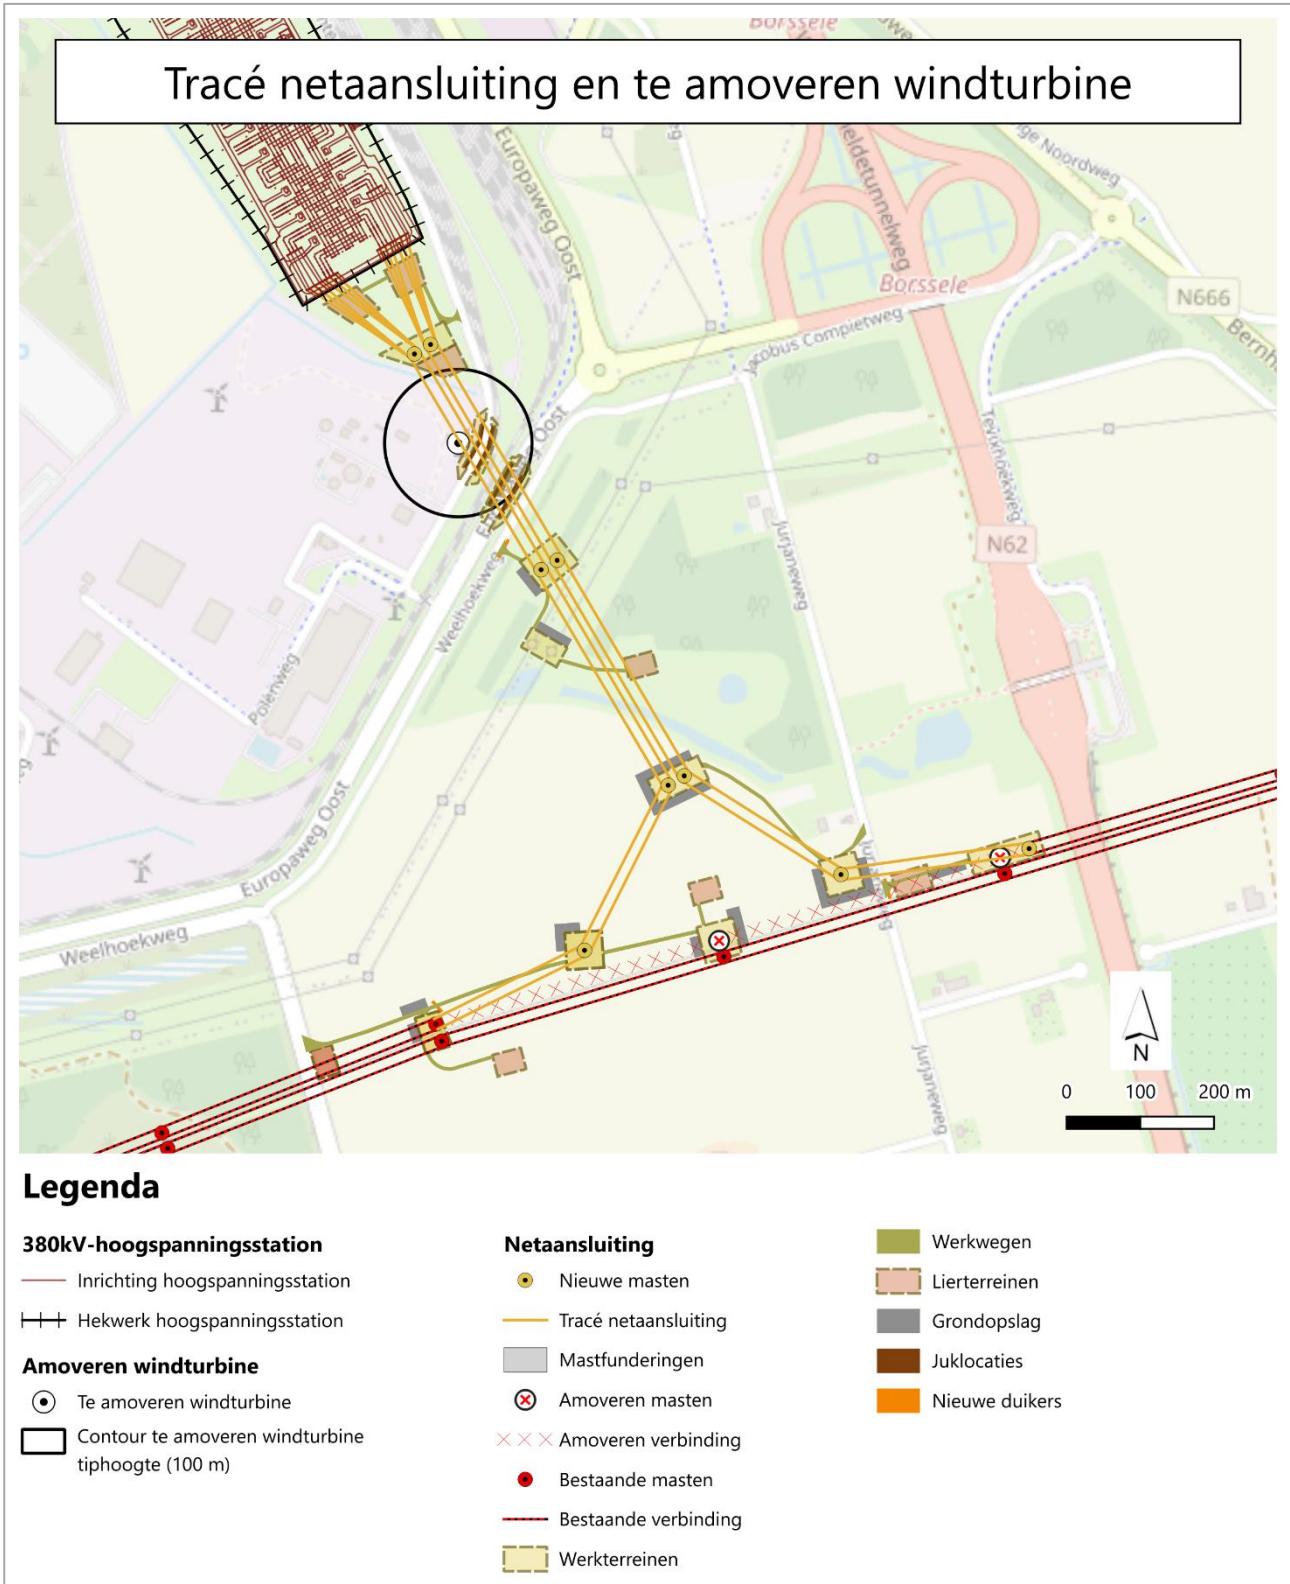 Tracé netaansluiting en te amoveren windturbine
Borssele
Europaweg Oost
Noordweg
Borssele
N666
Jacobus Compietweg
Tevixhoekweg
Jurjaneweg
N62
Weelhoekweg
Polenweg
Europaweg Oost
Weelhoekweg
Jurjaneweg
N
0 100 200 m
Legenda
380kV-hoogspanningsstation
Inrichting hoogspanningsstation
Hekwerk hoogspanningsstation
Amoveren windturbine
Te amoveren windturbine
Contour te amoveren windturbine
tiphoogte (100 m)
Netaansluiting
Nieuwe masten
Tracé netaansluiting
Mastfunderingen
Amoveren masten
Amoveren verbinding
Bestaande masten
Bestaande verbinding
Werkterreinen
Werkwegen
Lierterreinen
Grondopslag
Juklocaties
Nieuwe duikers